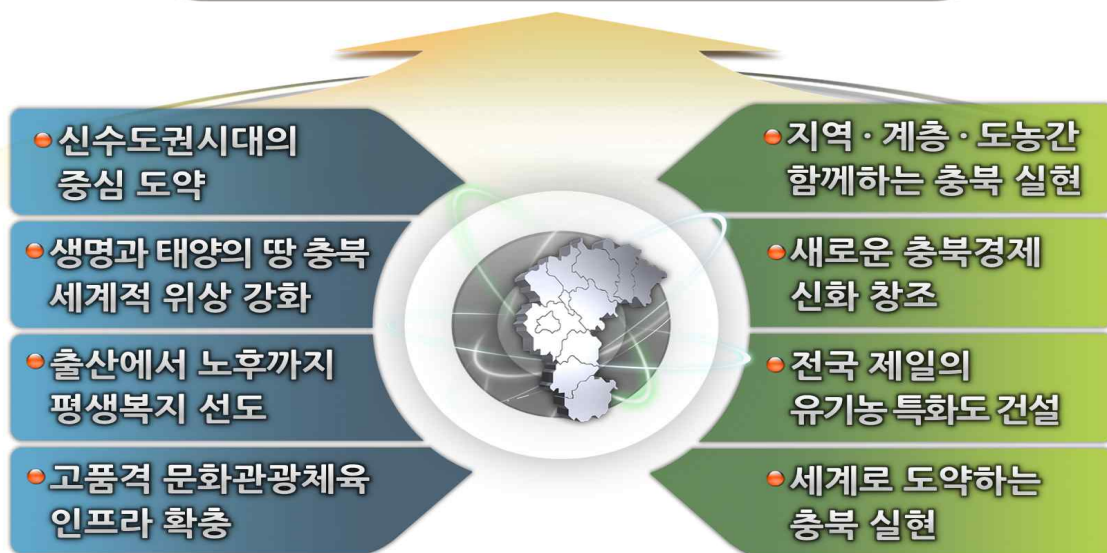 신수도권시대의
중심 도약
생명과 태양의 땅 충북
세계적 위상 강화
출산에서 노후까지
평생복지 선도
고품격 문화관광체육
인프라 확충
지역·계층·도농간
함께하는 충북 실현
새로운 충북경제
신화 창조
전국 제일의
유기농 특화도 건설
세계로 도약하는
충북 실현